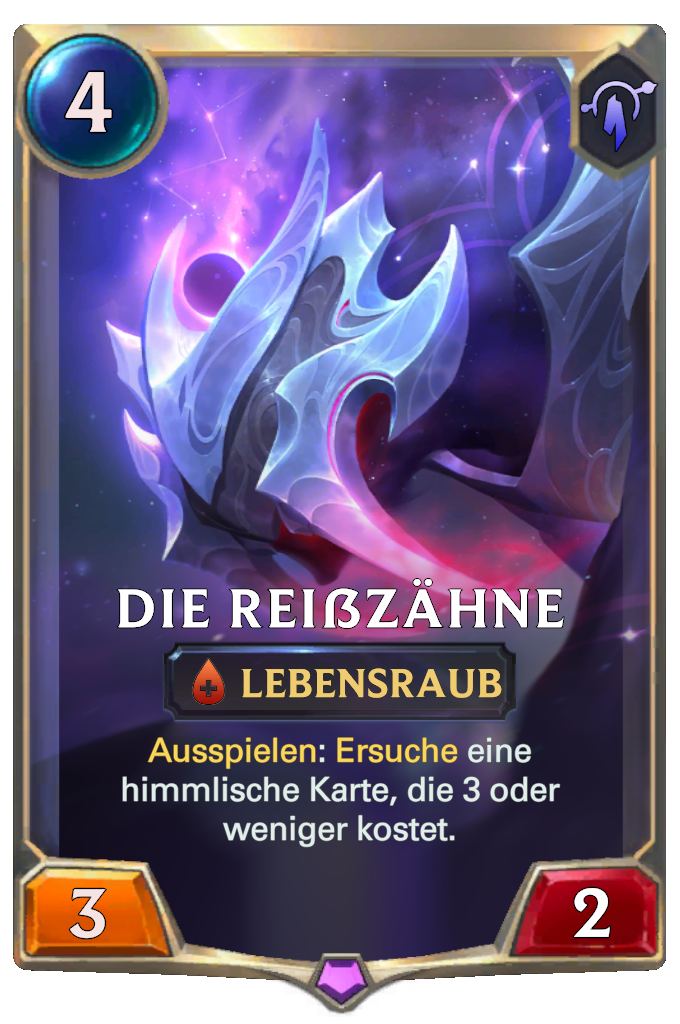 4
DIE REIẞZÄHNE
LEBENSRAUB
Ausspielen: Ersuche eine
himmlische Karte, die 3 oder
weniger kostet.
3
2